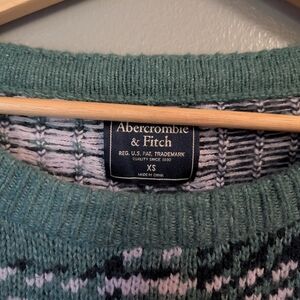 Abercrombie
& Fitch
REG. U.S. PAT. TRADEMARK
QUALITY SINCE 1892
XS
MADE IN CHINA